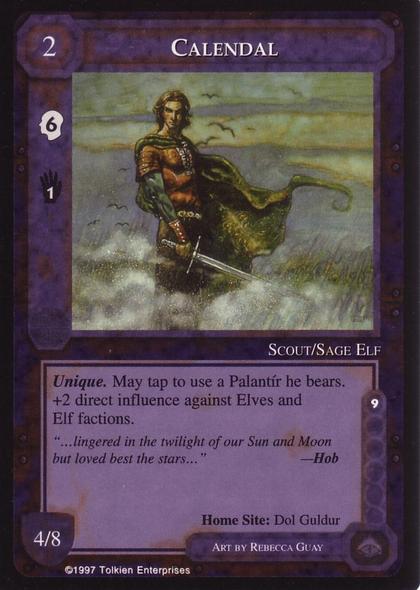 2
CALENDAL
6
1
SCOUT/SAGE ELF
Unique. May tap to use a Palantír he bears.
+2 direct influence against Elves and
Elf factions.
9
“…lingered in the twilight of our Sun and Moon
but loved best the stars…” —Hob
Home Site: Dol Guldur
4/8
ART BY REBECCA GUAY
©1997 Tolkien Enterprises